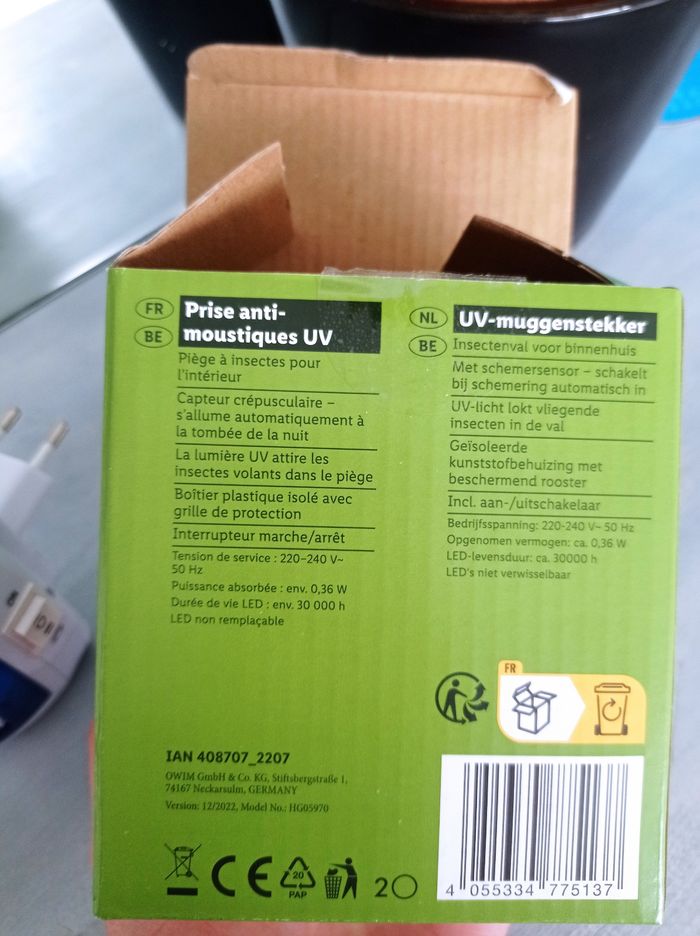 FR
BE
Prise anti-
moustiques UV
Piège à insectes pour
l'intérieur
Capteur crépusculaire –
s'allume automatiquement à
la tombée de la nuit
La lumière UV attire les
insectes volants dans le piège
Boîtier plastique isolé avec
grille de protection
Interrupteur marche/arrêt
Tension de service : 220–240 V~
50 Hz
Puissance absorbée : env. 0,36 W
Durée de vie LED : env. 30 000 h
LED non remplaçable
NL
BE
UV-muggenstekker
Insectenval voor binnenhuis
Met schemersensor – schakelt
bij schemering automatisch in
UV-licht lokt vliegende
insecten in de val
Geïsoleerde
kunststofbehuizing met
beschermend rooster
Incl. aan-/uitschakelaar
Bedrijfsspanning: 220-240 V~ 50 Hz
Opgenomen vermogen: ca. 0,36 W
LED-levensduur: ca. 30000 h
LED's niet verwisselbaar
FR
IAN 408707_2207
OWIM GmbH & Co. KG, Stiftsbergstraße 1,
74167 Neckarsulm, GERMANY
Version: 12/2022, Model No.: HG05970
CE
20
PAP
2
4 055334 775137